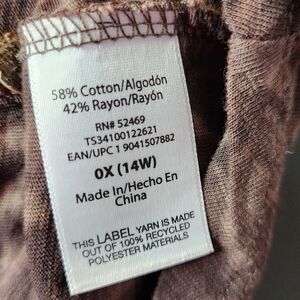 58% Cotton/Algodón
42% Rayon/Rayón
RN# 52469
TS34100122621
EAN/UPC 1 9041507882
0X (14W)
Made In/Hecho En
China
THIS LABEL YARN IS MADE
OUT OF 100% RECYCLED
POLYESTER MATERIALS